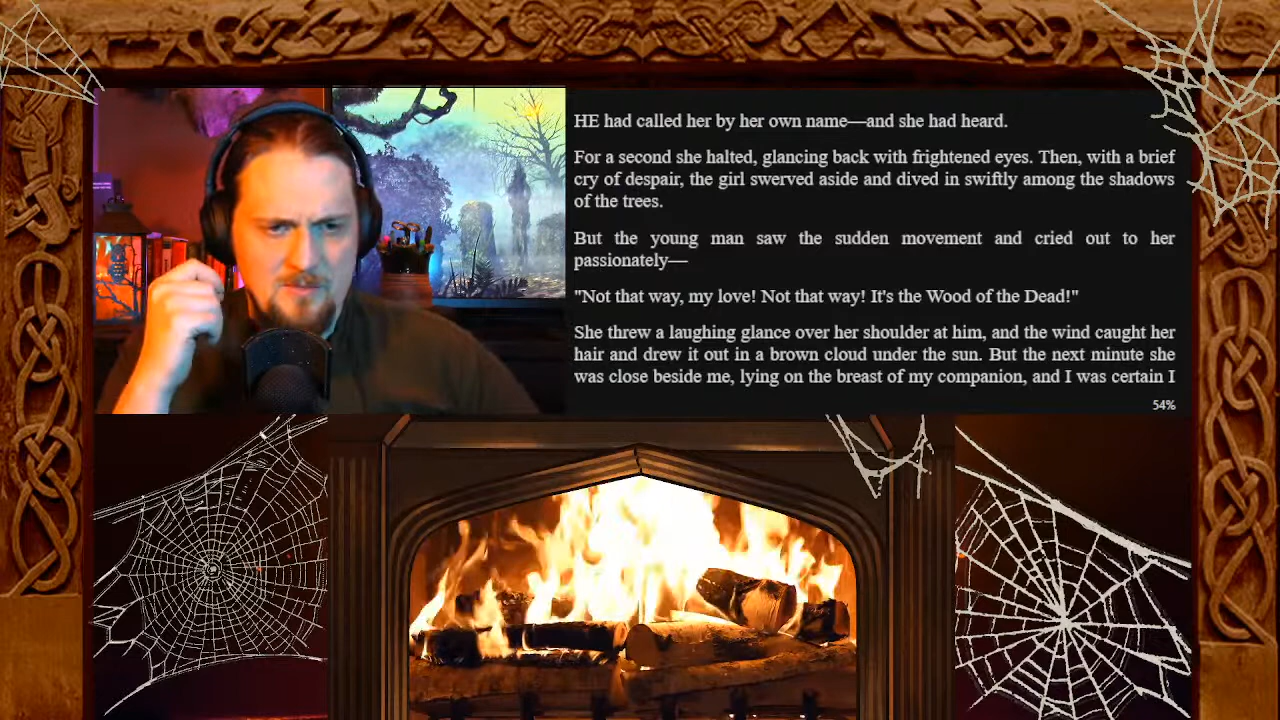 HE had called her by her own name—and she had heard.
For a second she halted, glancing back with frightened eyes. Then, with a brief
cry of despair, the girl swerved aside and dived in swiftly among the shadows
of the trees.
But the young man saw the sudden movement and cried out to her
passionately—
"Not that way, my love! Not that way! It's the Wood of the Dead!"
She threw a laughing glance over her shoulder at him, and the wind caught her
hair and drew it out in a brown cloud under the sun. But the next minute she
was close beside me, lying on the breast of my companion, and I was certain I
54%